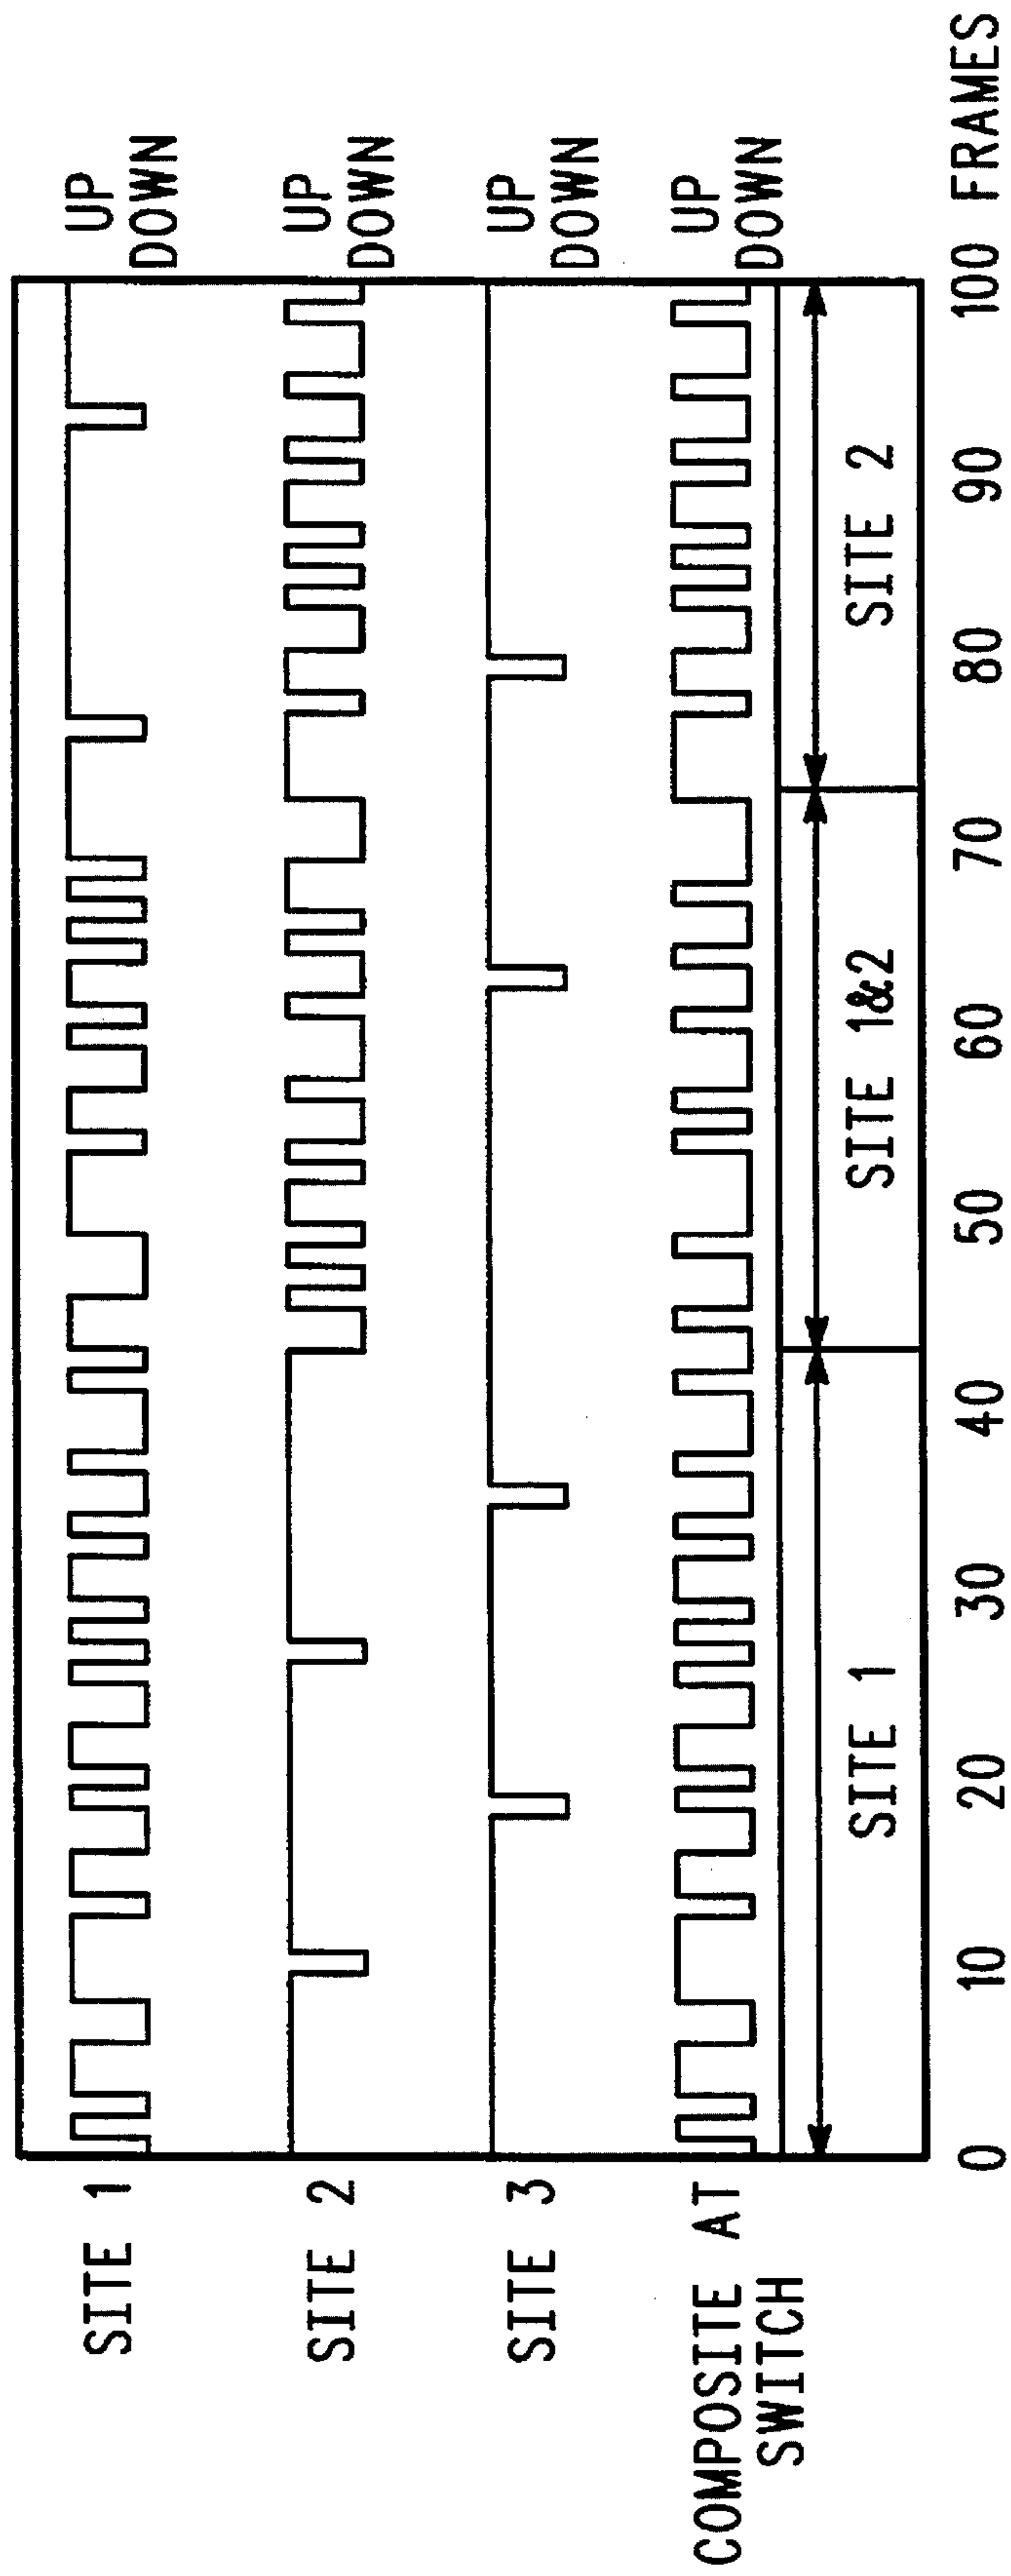 SITE 1
UP
DOWN
SITE 2
UP
DOWN
SITE 3
UP
DOWN
COMPOSITE AT
SWITCH
UP
DOWN
SITE 1
SITE 1&2
SITE 2
0 10 20 30 40 50 60 70 80 90 100 FRAMES